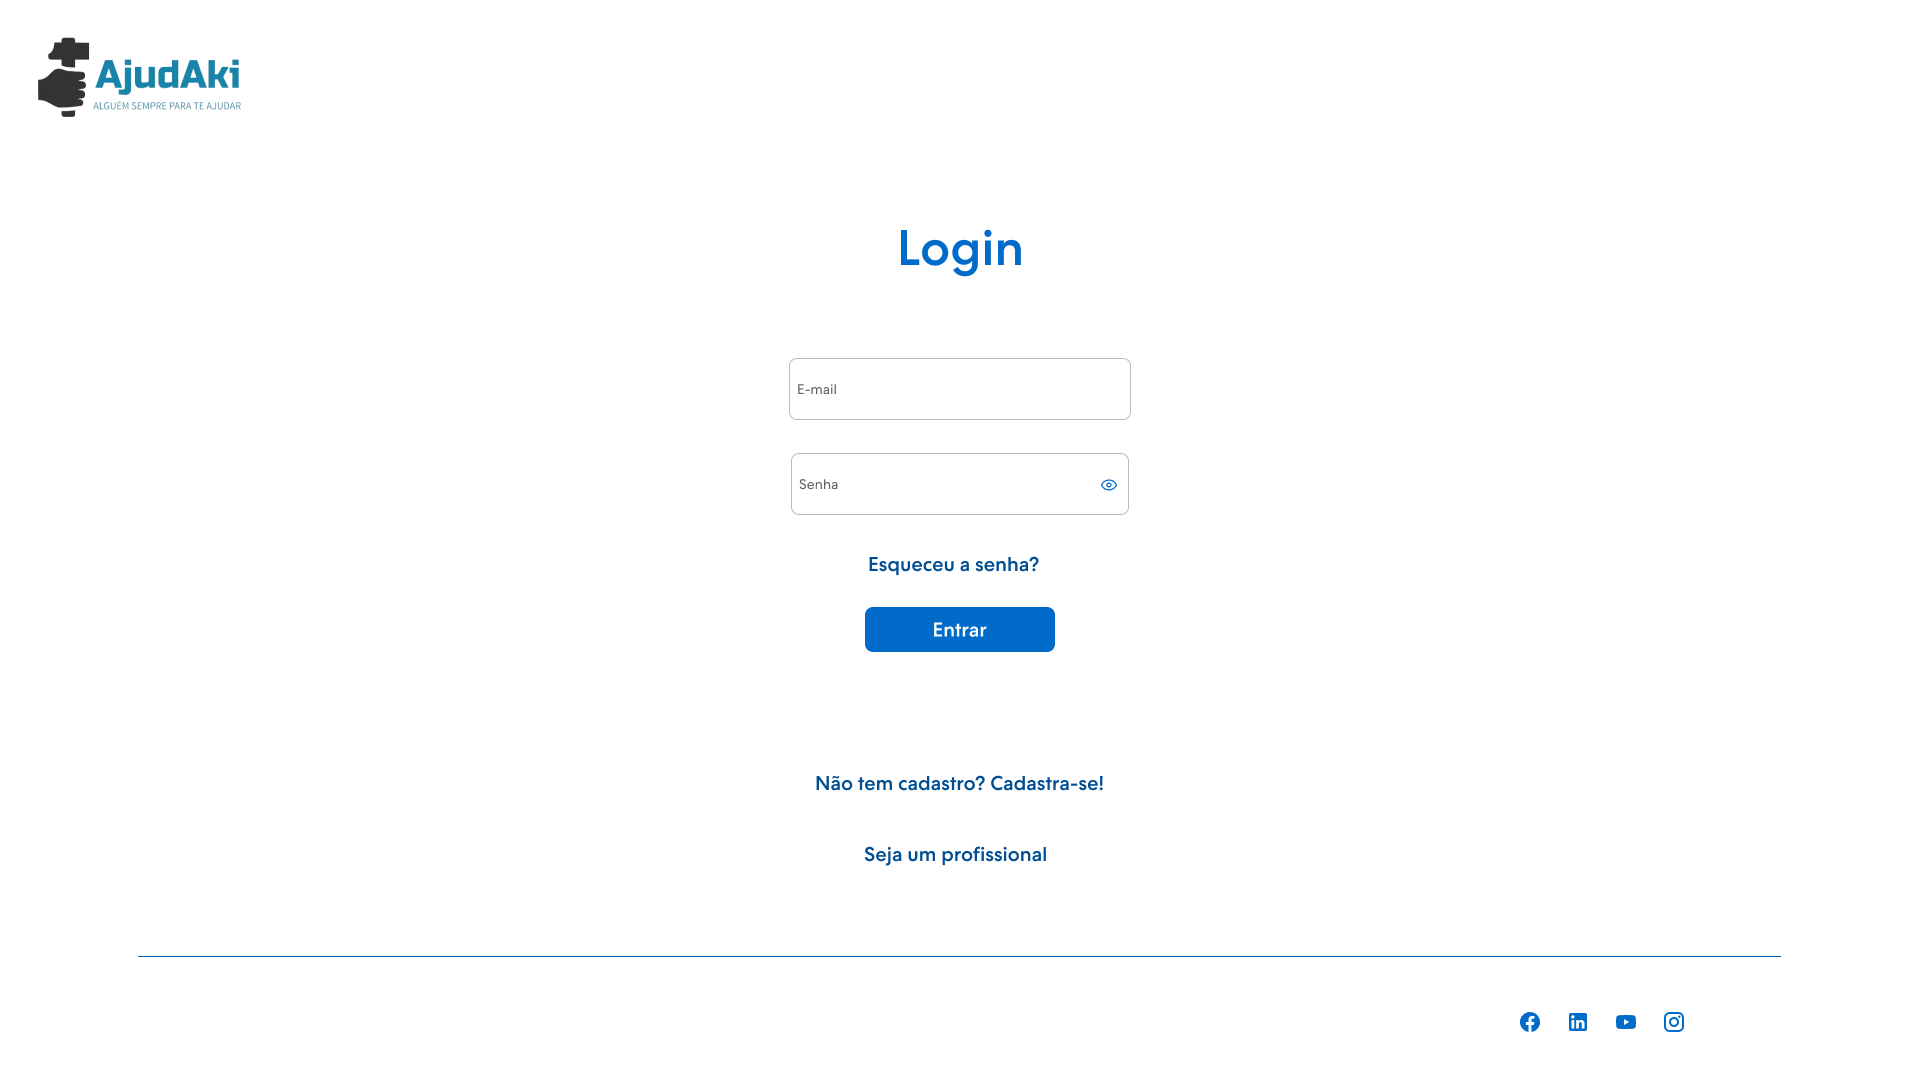 AjudAki
ALGUÉM SEMPRE PARA TE AJUDAR
Login
E-mail
Senha
Esqueceu a senha?
Entrar
Não tem cadastro? Cadastra-se!
Seja um profissional